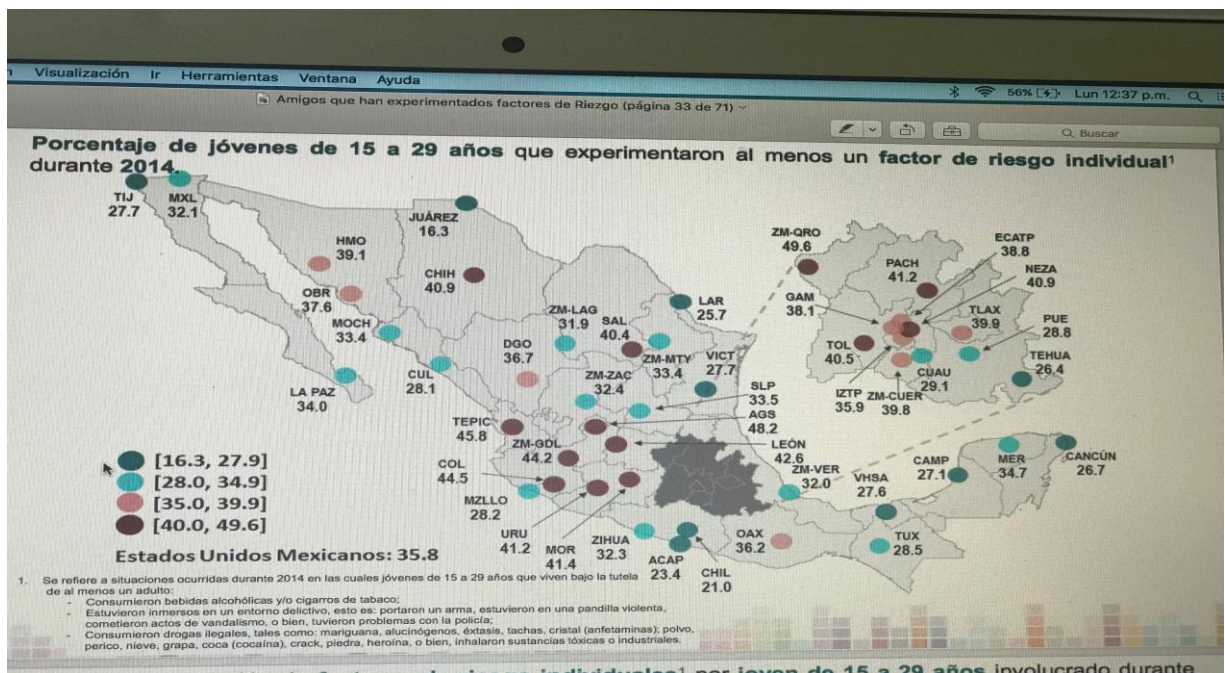 Visualización Ir Herramientas Ventana Ayuda
56% Lun 12:37 p.m.
Amigos que han experimentados factores de Riezgo (página 33 de 71)
Buscar
Porcentaje de jóvenes de 15 a 29 años que experimentaron al menos un factor de riesgo individual¹
durante 2014.
TIJ
27.7
MXL
32.1
JUÁREZ
16.3
HMO
39.1
CHIH
40.9
OBR
37.6
MOCH
33.4
LA PAZ
34.0
CUL
28.1
DGO
36.7
ZM-LAG
31.9
SAL
40.4
LAR
25.7
ZM-MTY
33.4
VICT
27.7
ZM-ZAC
32.4
SLP
33.5
AGS
48.2
LEÓN
42.6
TEPIC
45.8
ZM-GDL
44.2
COL
44.5
MZLLO
28.2
URU
41.2
MOR
41.4
ZIHUA
32.3
ACAP
23.4
CHIL
21.0
OAX
36.2
ZM-VER
32.0
VHSA
27.6
TUX
28.5
CAMP
27.1
MER
34.7
CANCÚN
26.7
ZM-QRO
49.6
PACH
41.2
ECATP
38.8
NEZA
40.9
GAM
38.1
TLAX
39.9
PUE
28.8
TOL
40.5
IZTP
35.9
ZM-CUER
39.8
CUAU
29.1
TEHUA
26.4
[16.3, 27.9]
[28.0, 34.9]
[35.0, 39.9]
[40.0, 49.6]
Estados Unidos Mexicanos: 35.8
1. Se refiere a situaciones ocurridas durante 2014 en las cuales jóvenes de 15 a 29 años que viven bajo la tutela
de al menos un adulto:
- Consumieron bebidas alcohólicas y/o cigarros de tabaco;
- Estuvieron inmersos en un entorno delictivo, esto es: portaron un arma, estuvieron en una pandilla violenta,
cometieron actos de vandalismo, o bien, tuvieron problemas con la policía;
- Consumieron drogas ilegales, tales como: mariguana, alucinógenos, éxtasis, tachas, cristal (anfetaminas); polvo,
perico, nieve, grapa, coca (cocaína), crack, piedra, heroína, o bien, inhalaron sustancias tóxicas o industriales.
individuales¹ por joven de 15 a 29 años involucrado durante